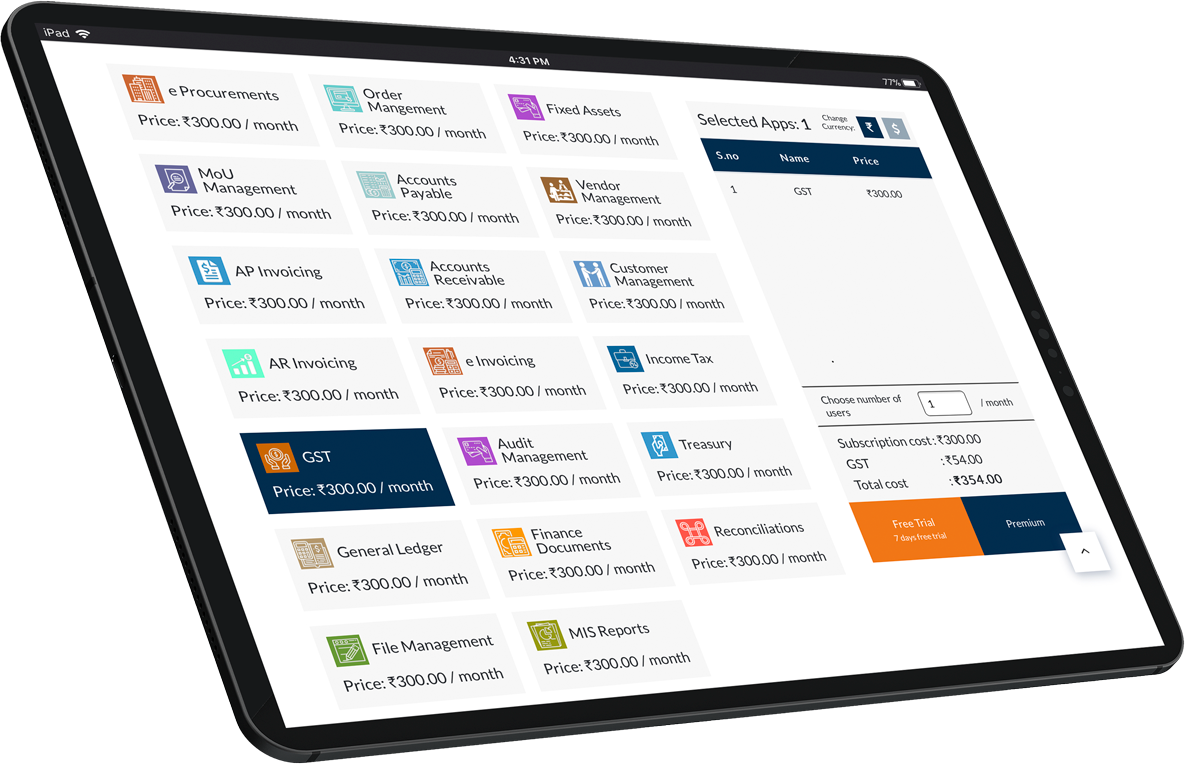 iPad
4:31 PM
77%
e Procurements
Price: ₹300.00 / month
Order
Mangement
Price: ₹300.00 / month
Fixed Assets
Price: ₹300.00 / month
MoU
Management
Price: ₹300.00 / month
Accounts
Payable
Price: ₹300.00 / month
Vendor
Management
Price: ₹300.00 / month
AP Invoicing
Price: ₹300.00 / month
Accounts
Receivable
Price: ₹300.00 / month
Customer
Management
Price: ₹300.00 / month
AR Invoicing
Price: ₹300.00 / month
e Invoicing
Price: ₹300.00 / month
Income Tax
Price: ₹300.00 / month
GST
Price: ₹300.00 / month
Audit
Management
Price: ₹300.00 / month
Treasury
Price: ₹300.00 / month
General Ledger
Price: ₹300.00 / month
Finance
Documents
Price: ₹300.00 / month
Reconciliations
Price: ₹300.00 / month
File Management
Price: ₹300.00 / month
MIS Reports
Price: ₹300.00 / month
Selected Apps: 1
Change
Currency:
₹ $
S.no Name Price
1 GST ₹300.00
Choose number of
users
1 / month
Subscription cost : ₹300.00
GST : ₹54.00
Total cost : ₹354.00
Free Trial
7 days free trial
Premium